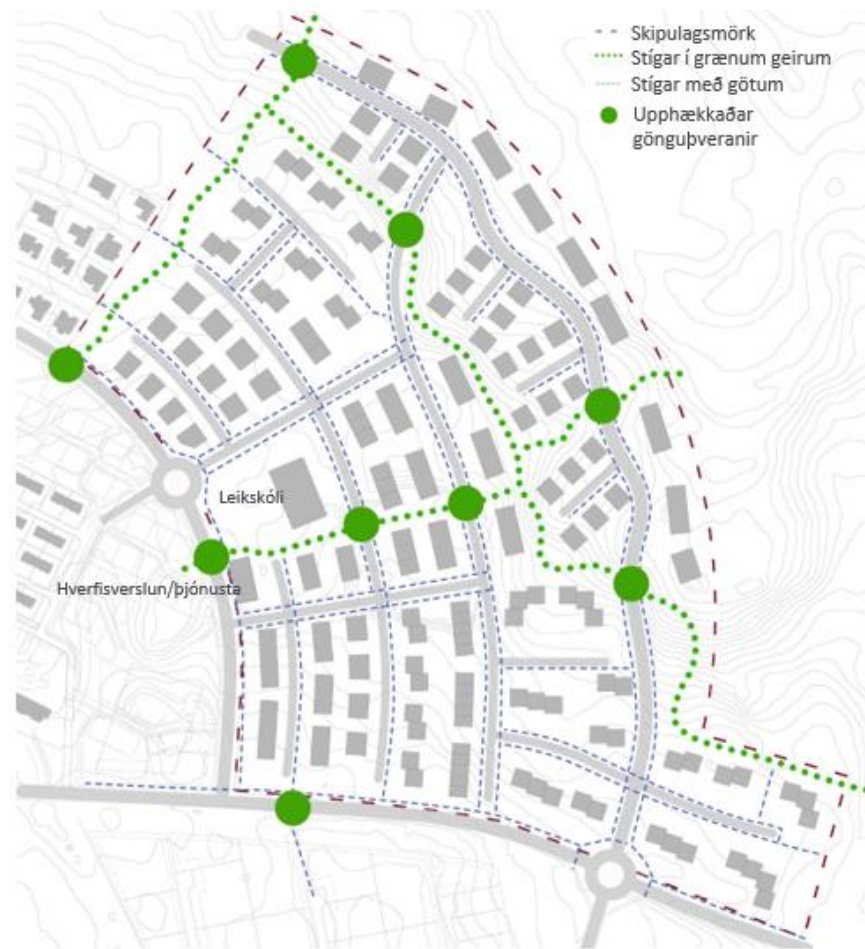 Skipulagsmörk
Stígar í grænum geirum
Stígar með götum
Upphækkaðar
gönguþveranir
Leikskóli
Hverfisverslun/þjónusta